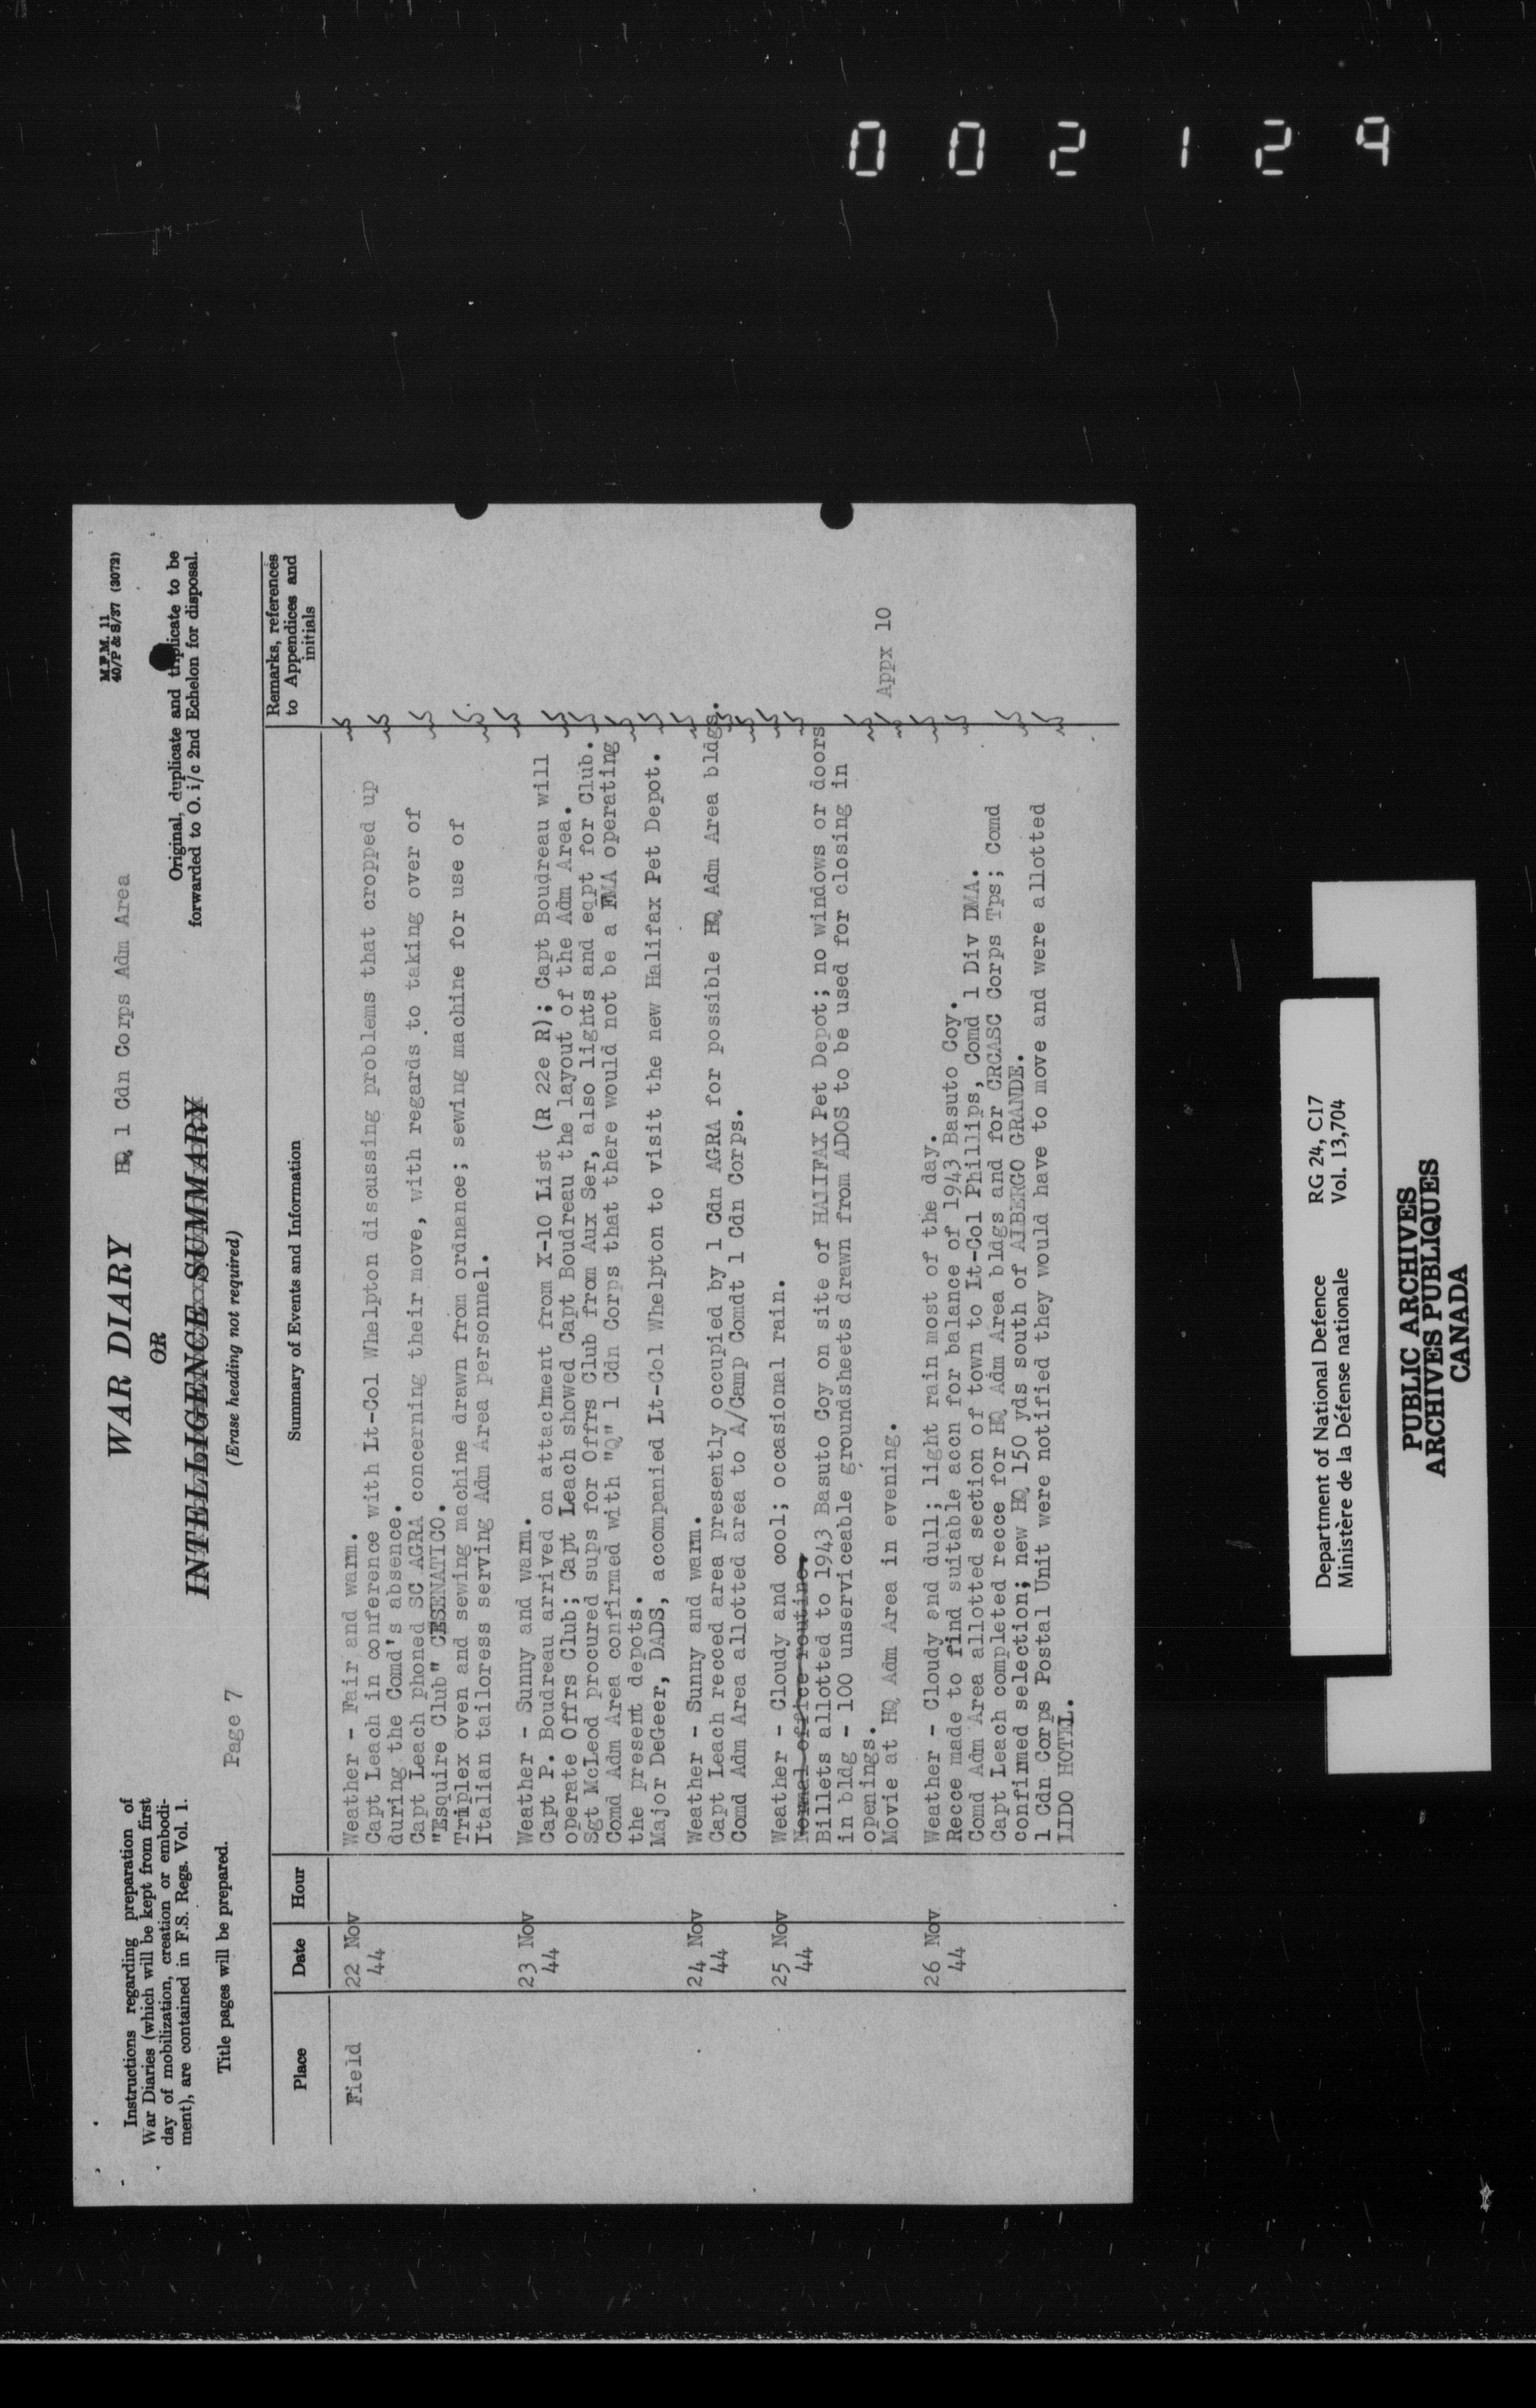 002124
Instructions regarding preparation of
War Diaries (which will be kept from first
day of mobilization, creation or embodi-
ment), are contained in F.S. Regs. Vol. 1.
Title pages will be prepared.
Page 7
WAR DIARY
OR
INTELLIGENCE SUMMARY
(Erase heading not required)
HQ 1 Cdn Corps Adm Area
M.F.M. 11
40/P & S/37 (3072)
Original, duplicate and triplicate to be
forwarded to O. i/c 2nd Echelon for disposal.
Place Date Hour Summary of Events and Information Remarks, references
to Appendices and
initials
Field 22 Nov Weather - Fair and warm.
44 Capt Leach in conference with Lt-Col Whelpton discussing problems that cropped up
during the Comd's absence.
Capt Leach phoned SC AGRA concerning their move, with regards to taking over of
"Esquire Club" CESENATICO.
Triplex oven and sewing machine drawn from ordnance; sewing machine for use of
Italian tailoress serving Adm Area personnel.
23 Nov Weather - Sunny and warm.
44 Capt P. Boudreau arrived on attachment from X-10 List (R 22e R); Capt Boudreau will
operate Offrs Club; Capt Leach showed Capt Boudreau the layout of the Adm Area.
Sgt McLeod procured sups for Offrs Club from Aux Ser, also lights and eqpt for Club.
Comd Adm Area confirmed with "Q" 1 Cdn Corps that there would not be a FMA operating
the present depots.
Major DeGeer, DADS, accompanied Lt-Col Whelpton to visit the new Halifax Pet Depot.
24 Nov Weather - Sunny and warm.
44 Capt Leach recced area presently occupied by 1 Cdn AGRA for possible HQ Adm Area bldgs.
Comd Adm Area allotted area to A/Camp Comdt 1 Cdn Corps.
25 Nov Weather - Cloudy and cool; occasional rain.
44 Normal office routine.
Billets allotted to 1943 Basuto Coy on site of HALIFAX Pet Depot; no windows or doors
in bldg - 100 unserviceable groundsheets drawn from ADOS to be used for closing in
openings.
Movie at HQ Adm Area in evening. Appx 10
26 Nov Weather - Cloudy and dull; light rain most of the day.
44 Recce made to find suitable accn for balance of 1943 Basuto Coy.
Comd Adm Area allotted section of town to Lt-Col Phillips, Comd 1 Div DMA.
Capt Leach completed recce for HQ Adm Area bldgs and for CRCASC Corps Tps; Comd
confirmed selection; new HQ 150 yds south of ALBERGO GRANDE.
1 Cdn Corps Postal Unit were notified they would have to move and were allotted
LIDO HOTEL.
Department of National Defence RG 24, C17
Ministère de la Défense nationale Vol. 13,704
PUBLIC ARCHIVES
ARCHIVES PUBLIQUES
CANADA